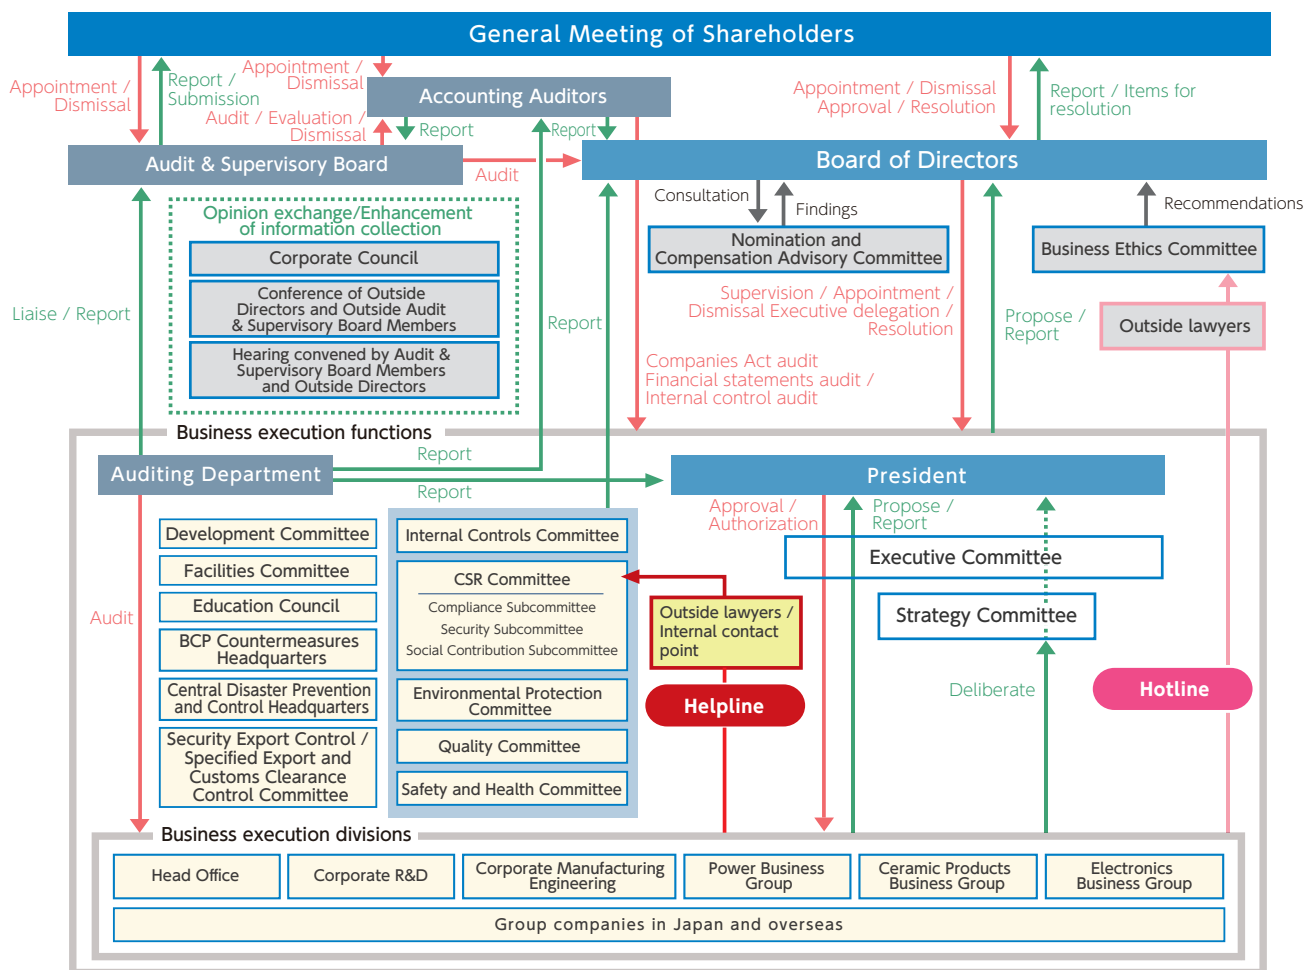 General Meeting of Shareholders
Appointment /
Dismissal
Report /
Submission
Appointment /
Dismissal
Accounting Auditors
Appointment / Dismissal
Approval / Resolution
Report / Items for
resolution
Audit / Evaluation /
Dismissal
Report
Report
Audit & Supervisory Board
Audit
Board of Directors
Consultation
Findings
Recommendations
Opinion exchange/Enhancement
of information collection
Corporate Council
Conference of Outside
Directors and Outside Audit
& Supervisory Board Members
Hearing convened by Audit &
Supervisory Board Members
and Outside Directors
Nomination and
Compensation Advisory Committee
Business Ethics Committee
Liaise / Report
Report
Supervision / Appointment /
Dismissal Executive delegation /
Resolution
Propose /
Report
Outside lawyers
Companies Act audit
Financial statements audit /
Internal control audit
Business execution functions
Auditing Department
Report
Report
President
Approval /
Authorization
Propose /
Report
Development Committee
Facilities Committee
Education Council
BCP Countermeasures
Headquarters
Central Disaster Prevention
and Control Headquarters
Security Export Control /
Specified Export and
Customs Clearance
Control Committee
Audit
Internal Controls Committee
CSR Committee
Compliance Subcommittee
Security Subcommittee
Social Contribution Subcommittee
Environmental Protection
Committee
Quality Committee
Safety and Health Committee
Outside lawyers /
Internal contact
point
Helpline
Executive Committee
Strategy Committee
Deliberate
Hotline
Business execution divisions
Head Office
Corporate R&D
Corporate Manufacturing
Engineering
Power Business
Group
Ceramic Products
Business Group
Electronics
Business Group
Group companies in Japan and overseas